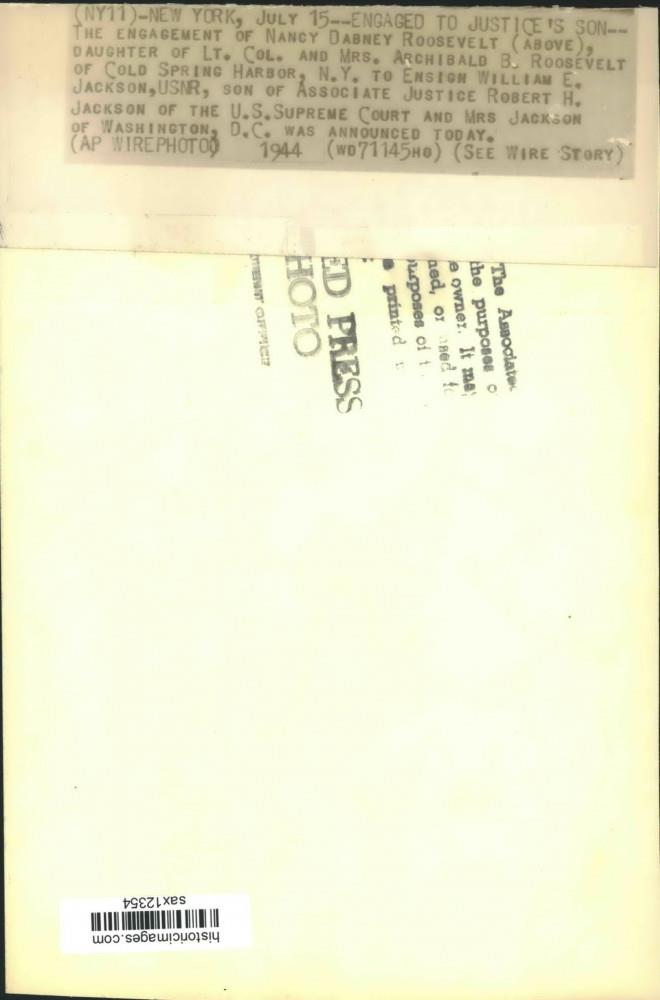 (NY11)-NEW YORK, JULY 15--ENGAGED TO JUSTICE'S SON--
THE ENGAGEMENT OF NANCY DABNEY ROOSEVELT (ABOVE),
DAUGHTER OF LT. COL. AND MRS. ARCHIBALD B. ROOSEVELT
OF COLD SPRING HARBOR, N.Y. TO ENSIGN WILLIAM E.
JACKSON,USNR, SON OF ASSOCIATE JUSTICE ROBERT H.
JACKSON OF THE U.S.SUPREME COURT AND MRS JACKSON
OF WASHINGTON, D.C. WAS ANNOUNCED TODAY.
(AP WIREPHOTO) 1944 (WD71145HO) (SEE WIRE STORY)
The Associated
the purposes o
e owner. It may
ned, or used fo
urposes of t
e printed
ED PRESS
HOTO
historicimages.com
sax12354